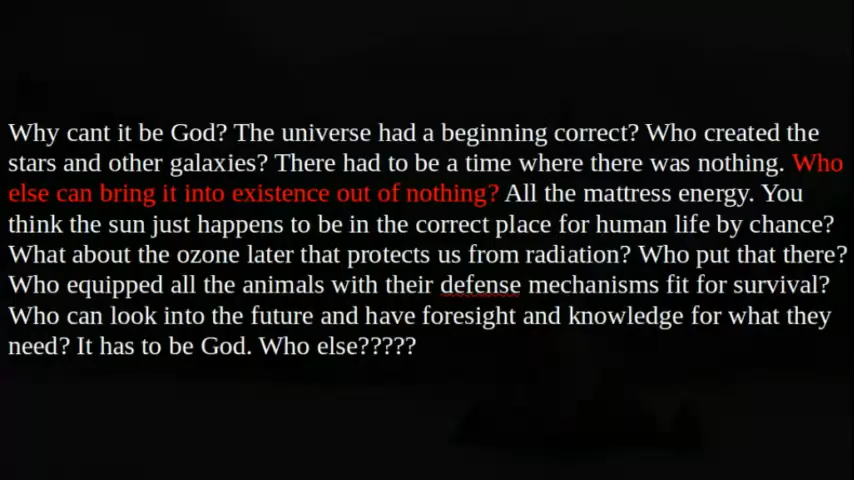 Why cant it be God? The universe had a beginning correct? Who created the
stars and other galaxies? There had to be a time where there was nothing. Who
else can bring it into existence out of nothing? All the mattress energy. You
think the sun just happens to be in the correct place for human life by chance?
What about the ozone later that protects us from radiation? Who put that there?
Who equipped all the animals with their defense mechanisms fit for survival?
Who can look into the future and have foresight and knowledge for what they
need? It has to be God. Who else?????